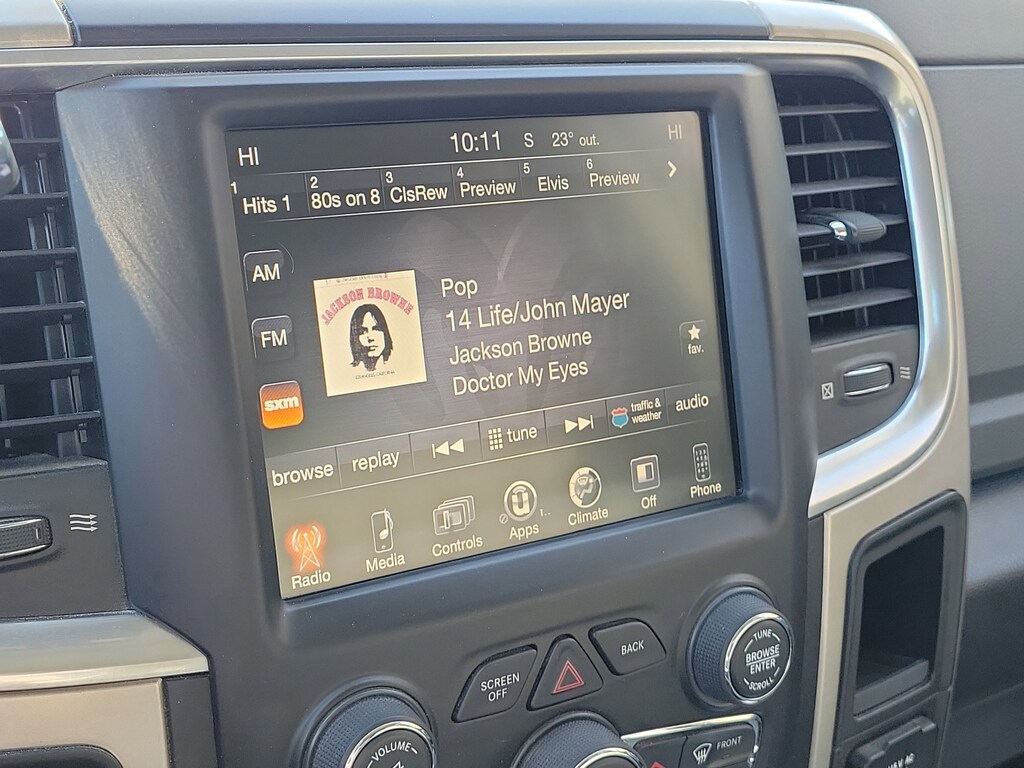 HI 10:11 S 23° out. HI
1 Hits 1 2 80s on 8 3 ClsRew 4 Preview 5 Elvis 6 Preview
AM
FM
sxm
JACKSON BROWNE
Pop
14 Life/John Mayer
Jackson Browne
Doctor My Eyes
fav.
browse replay tune traffic & weather audio
Radio Media Controls Apps 1.. Climate Off Phone
SCREEN
OFF
BACK
TUNE
BROWSE
ENTER
SCROLL
VOLUME
FRONT